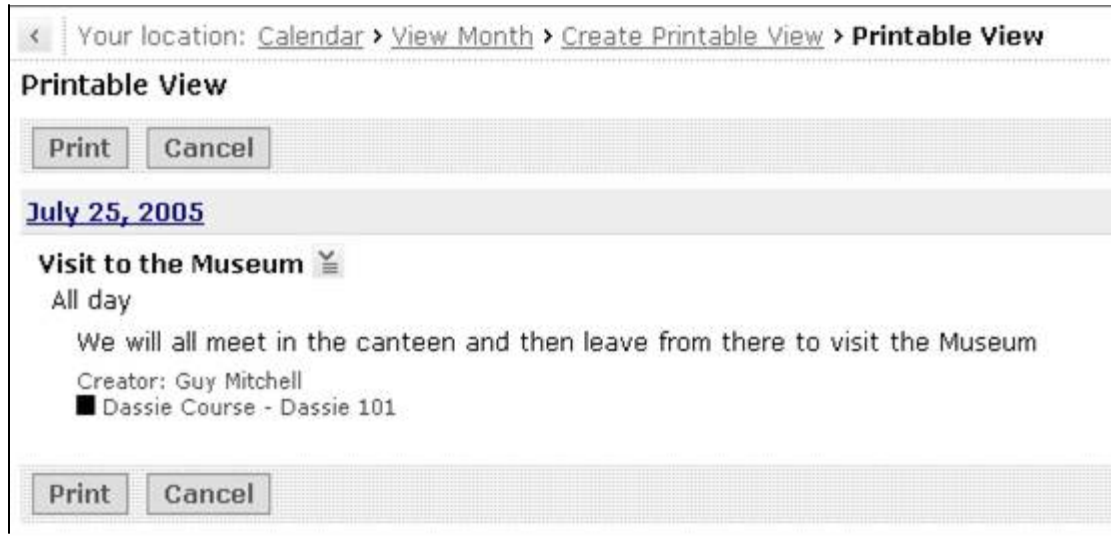 Your location: Calendar > View Month > Create Printable View > Printable View
Printable View
Print Cancel
July 25, 2005
Visit to the Museum
All day
We will all meet in the canteen and then leave from there to visit the Museum
Creator: Guy Mitchell
Dassie Course - Dassie 101
Print Cancel